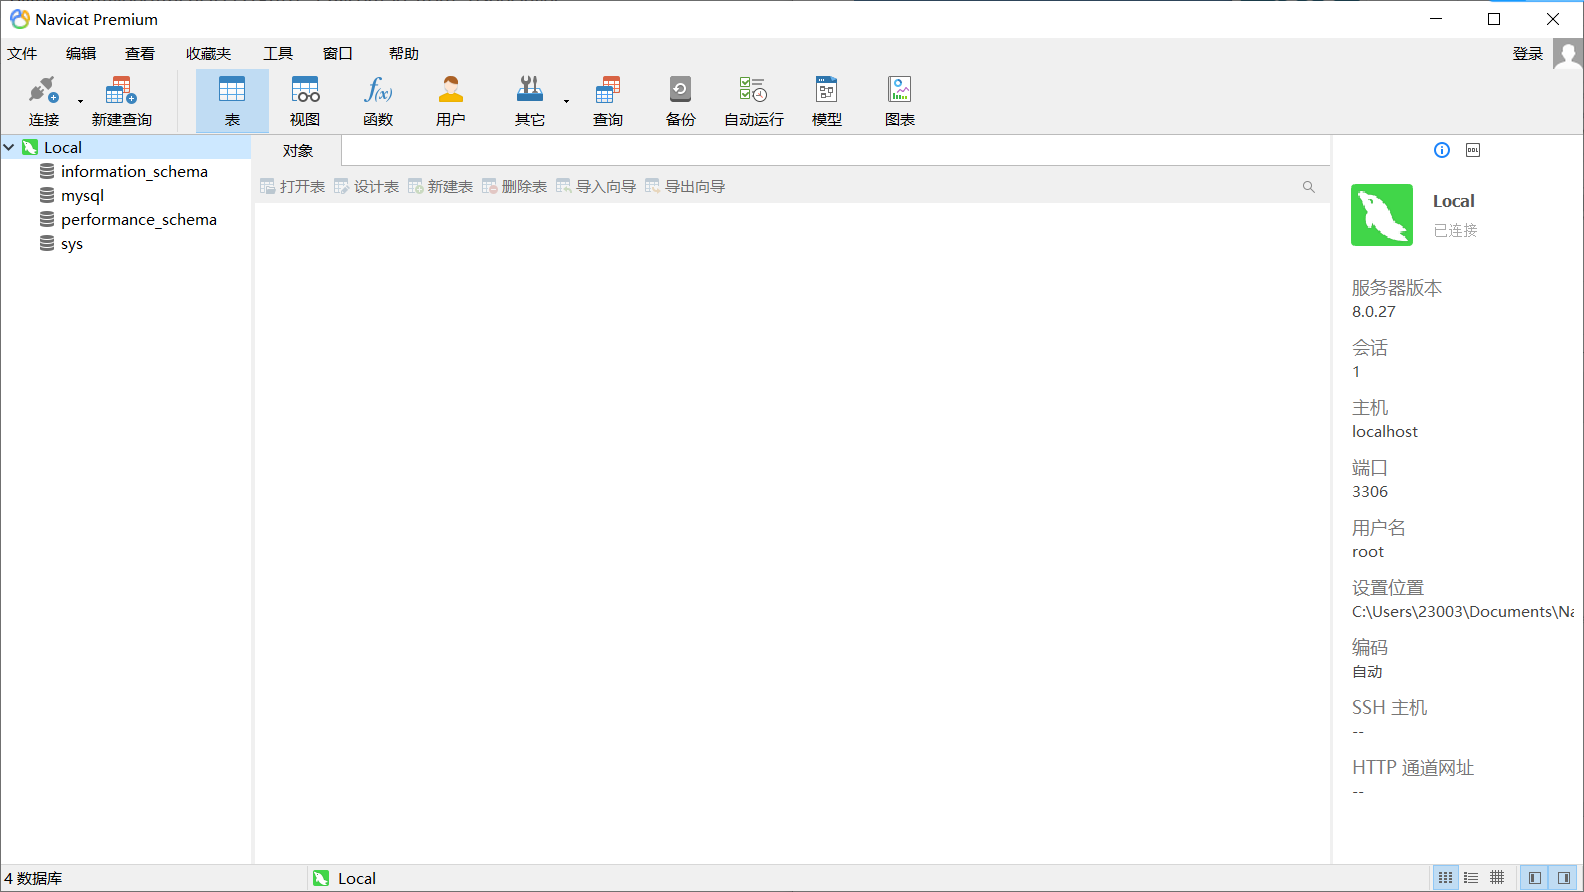 Navicat Premium
文件 编辑 查看 收藏夹 工具 窗口 帮助 登录
连接 新建查询 表 视图 函数 用户 其它 查询 备份 自动运行 模型 图表
Local
information_schema
mysql
performance_schema
sys
对象
打开表 设计表 新建表 删除表 导入向导 导出向导
DDL
Local
已连接
服务器版本
8.0.27
会话
1
主机
localhost
端口
3306
用户名
root
设置位置
C:\Users\23003\Documents\Na
编码
自动
SSH 主机
--
HTTP 通道网址
--
4 数据库 Local